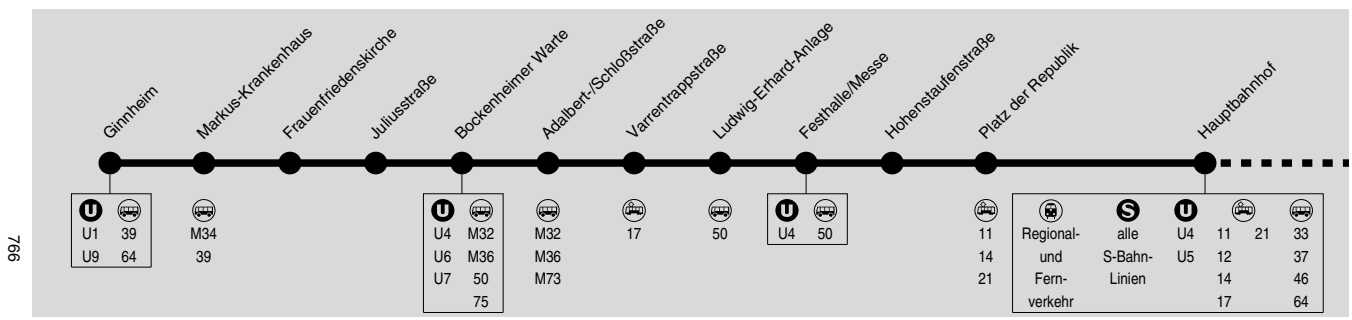 Ginnheim
Markus-Krankenhaus
Frauenfriedenskirche
Juliusstraße
Bockenheimer Warte
Adalbert-/Schloßstraße
Varrentrappstraße
Ludwig-Erhard-Anlage
Festhalle/Messe
Hohenstaufenstraße
Platz der Republik
Hauptbahnhof
U
U1 39
U9 64
M34
39
U
U4 M32
U6 M36
U7 50
75
M32
M36
M73
17
50
U
U4 50
11
14
21
S U
Regional- alle U4 11 21 33
und S-Bahn- U5 12 37
Fern- Linien 14 46
verkehr 17 64
766